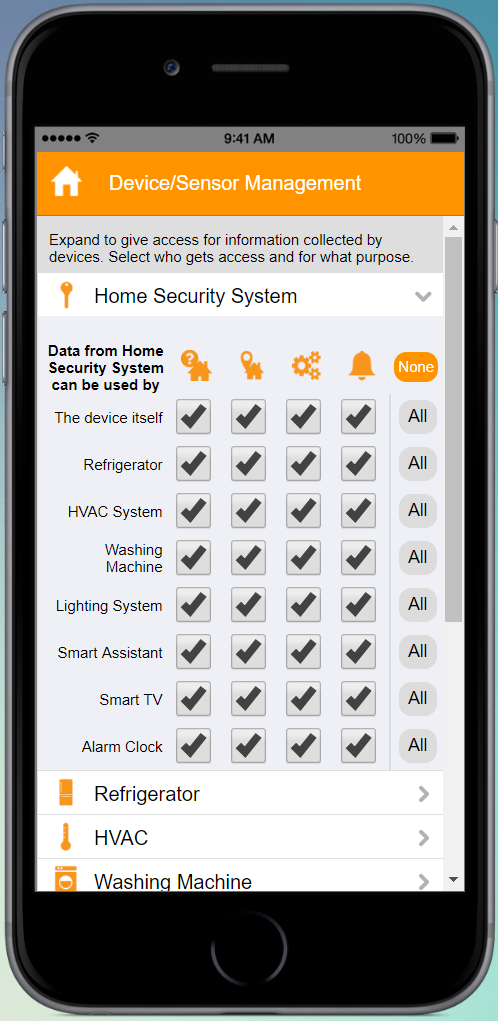 9:41 AM 100%
Device/Sensor Management
Expand to give access for information collected by
devices. Select who gets access and for what purpose.
Home Security System
Data from Home
Security System
can be used by
?
None
The device itself All
Refrigerator All
HVAC System All
Washing
Machine All
Lighting System All
Smart Assistant All
Smart TV All
Alarm Clock All
Refrigerator
HVAC
Washing Machine